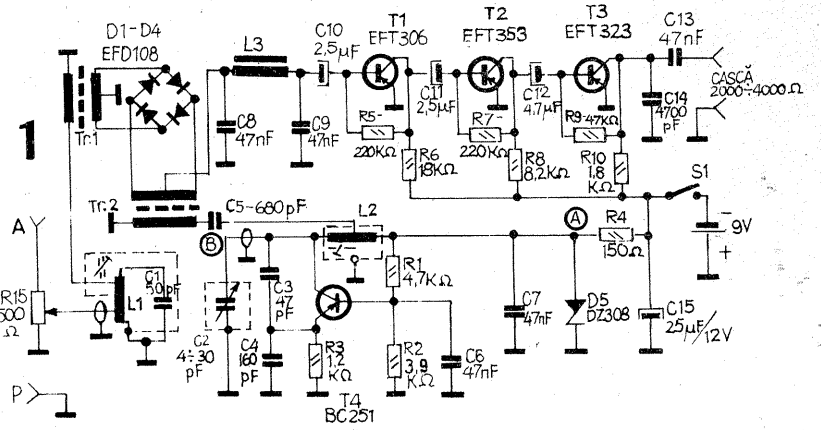 D1-D4
EFD108
L3
C10
2,5µF
T1
EFT306
T2
EFT353
T3
EFT323
C13
47nF
CASCĂ
2000÷4000Ω
Tr.1
C8
47nF
C9
47nF
R5-
220KΩ
C11
2,5µF
R7-
220KΩ
C12
4,7µF
R9-47KΩ
C14
4700
pF
1
R6
18KΩ
R8
8,2KΩ
R10
1,8
KΩ
S1
Tr.2
C5-680pF
L2
A
B
A
R4
150Ω
9V
C1
50pF
L1
R15
500
Ω
C3
47
pF
R1
4,7KΩ
C7
47nF
D5
DZ308
C15
25µF/12V
C2
4÷30
pF
C4
160
pF
R3
1,2
KΩ
R2
3,9
KΩ
C6
47nF
P
T4
BC251